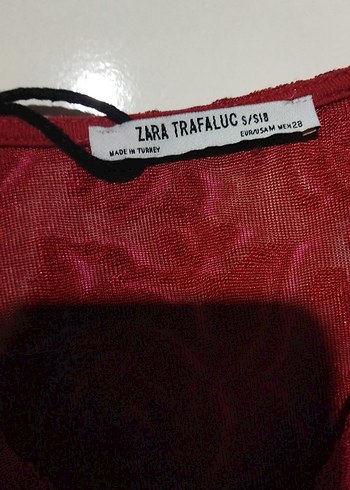 ZARA TRAFALUC S/S18
EUR/USA M MEX 28
MADE IN TURKEY